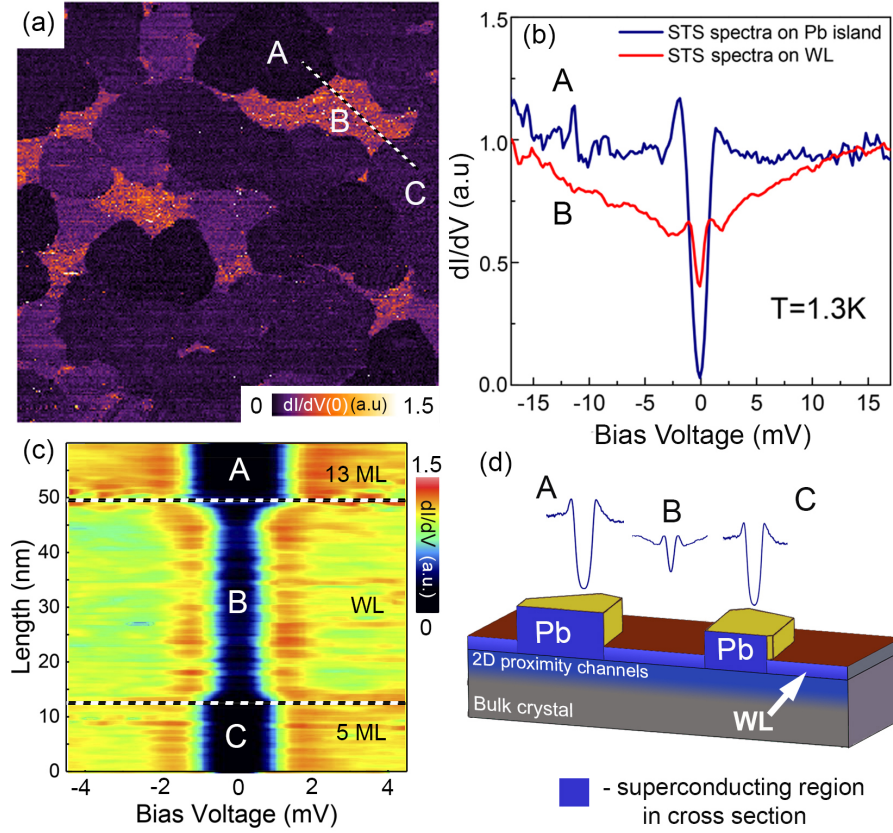 (a)
A
B
C
0 dI/dV(0) (a.u) 1.5
(b)
STS spectra on Pb island
STS spectra on WL
A
B
T=1.3K
dI/dV (a.u)
1.5
1.0
0.5
0.0
-15 -10 -5 0 5 10 15
Bias Voltage (mV)
(c)
A
13 ML
B
WL
C
5 ML
Length (nm)
50
40
30
20
10
0
-4 -2 0 2 4
Bias Voltage (mV)
1.5
dI/dV
(a.u.)
0
(d)
A
B
C
Pb
Pb
2D proximity channels
Bulk crystal
WL
- superconducting region
in cross section